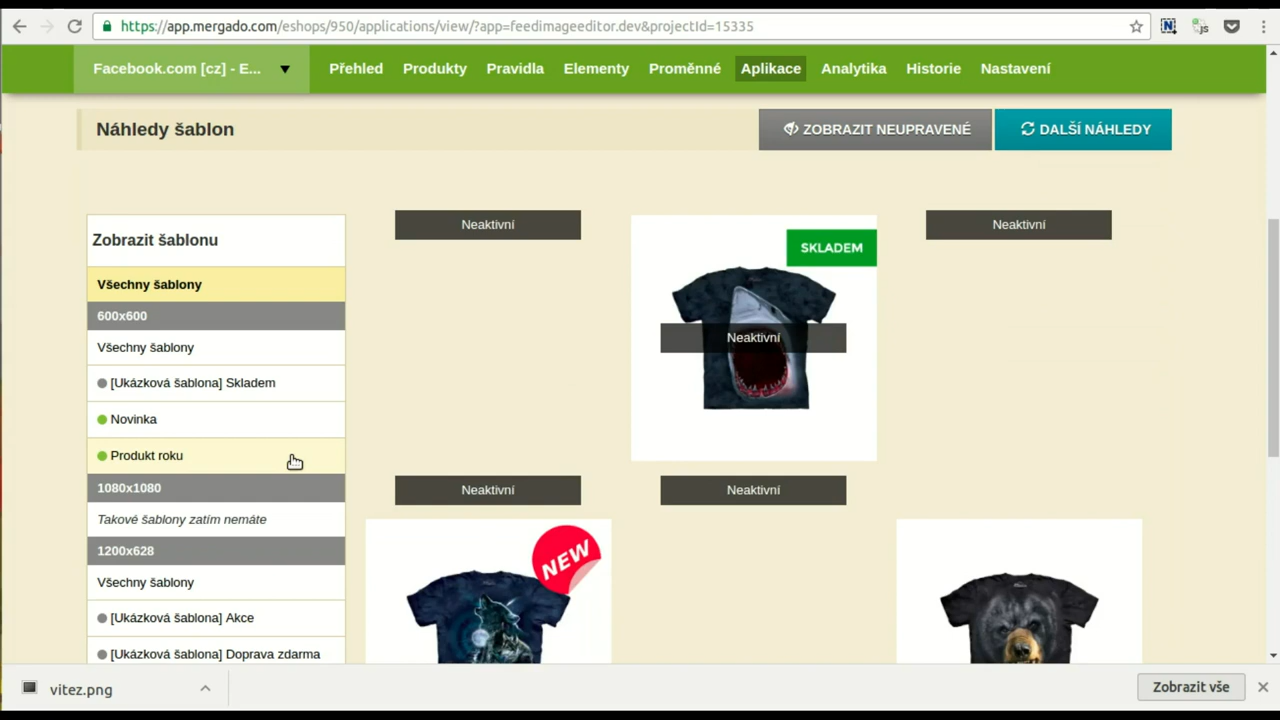 https://app.mergado.com/eshops/950/applications/view/?app=feedimageeditor.dev&projectId=15335
N
JS
Facebook.com [cz] - E...
Přehled
Produkty
Pravidla
Elementy
Proměnné
Aplikace
Analytika
Historie
Nastavení
Náhledy šablon
ZOBRAZIT NEUPRAVENÉ
DALŠÍ NÁHLEDY
Zobrazit šablonu
Všechny šablony
600x600
Všechny šablony
[Ukázková šablona] Skladem
Novinka
Produkt roku
1080x1080
Takové šablony zatím nemáte
1200x628
Všechny šablony
[Ukázková šablona] Akce
[Ukázková šablona] Doprava zdarma
Neaktivní
SKLADEM
Neaktivní
Neaktivní
Neaktivní
Neaktivní
NEW
vitez.png
Zobrazit vše